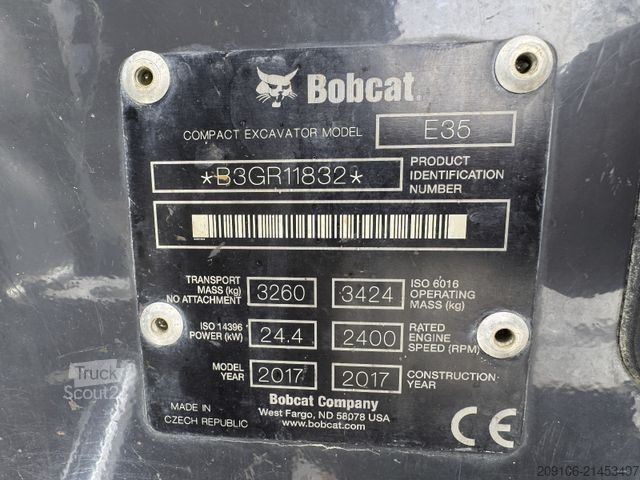 Bobcat®
COMPACT EXCAVATOR MODEL E35
*B3GR11832* PRODUCT IDENTIFICATION NUMBER
TRANSPORT MASS (kg) NO ATTACHMENT 3260 3424 ISO 6016 OPERATING MASS (kg)
ISO 14396 POWER (kW) 24.4 2400 RATED ENGINE SPEED (RPM)
MODEL YEAR 2017 2017 CONSTRUCTION YEAR
Bobcat Company
West Fargo, ND 58078 USA
www.bobcat.com
MADE IN
CZECH REPUBLIC
CE
Truck
Scout24
209106-21453497